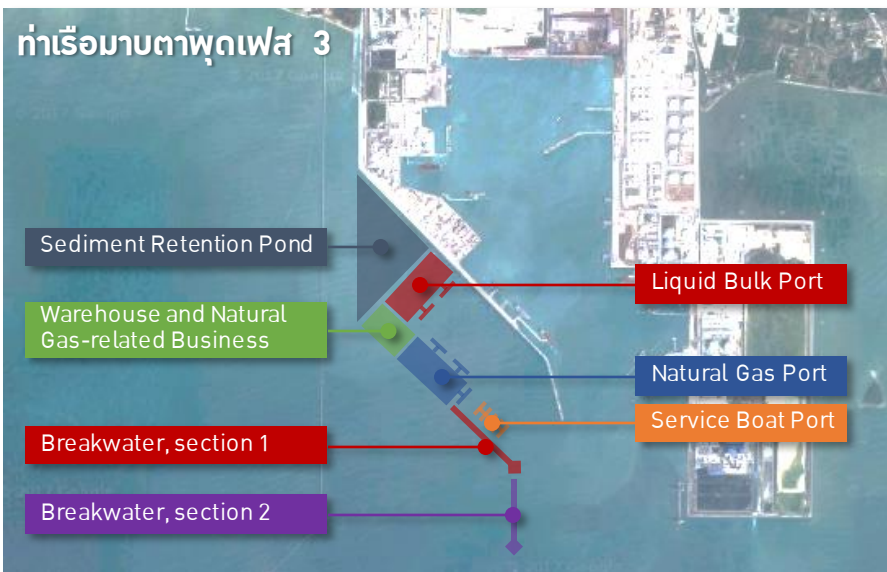 ท่าเรือมาบตาพุดเฟส 3
Sediment Retention Pond
Warehouse and Natural
Gas-related Business
Breakwater, section 1
Breakwater, section 2
Liquid Bulk Port
Natural Gas Port
Service Boat Port